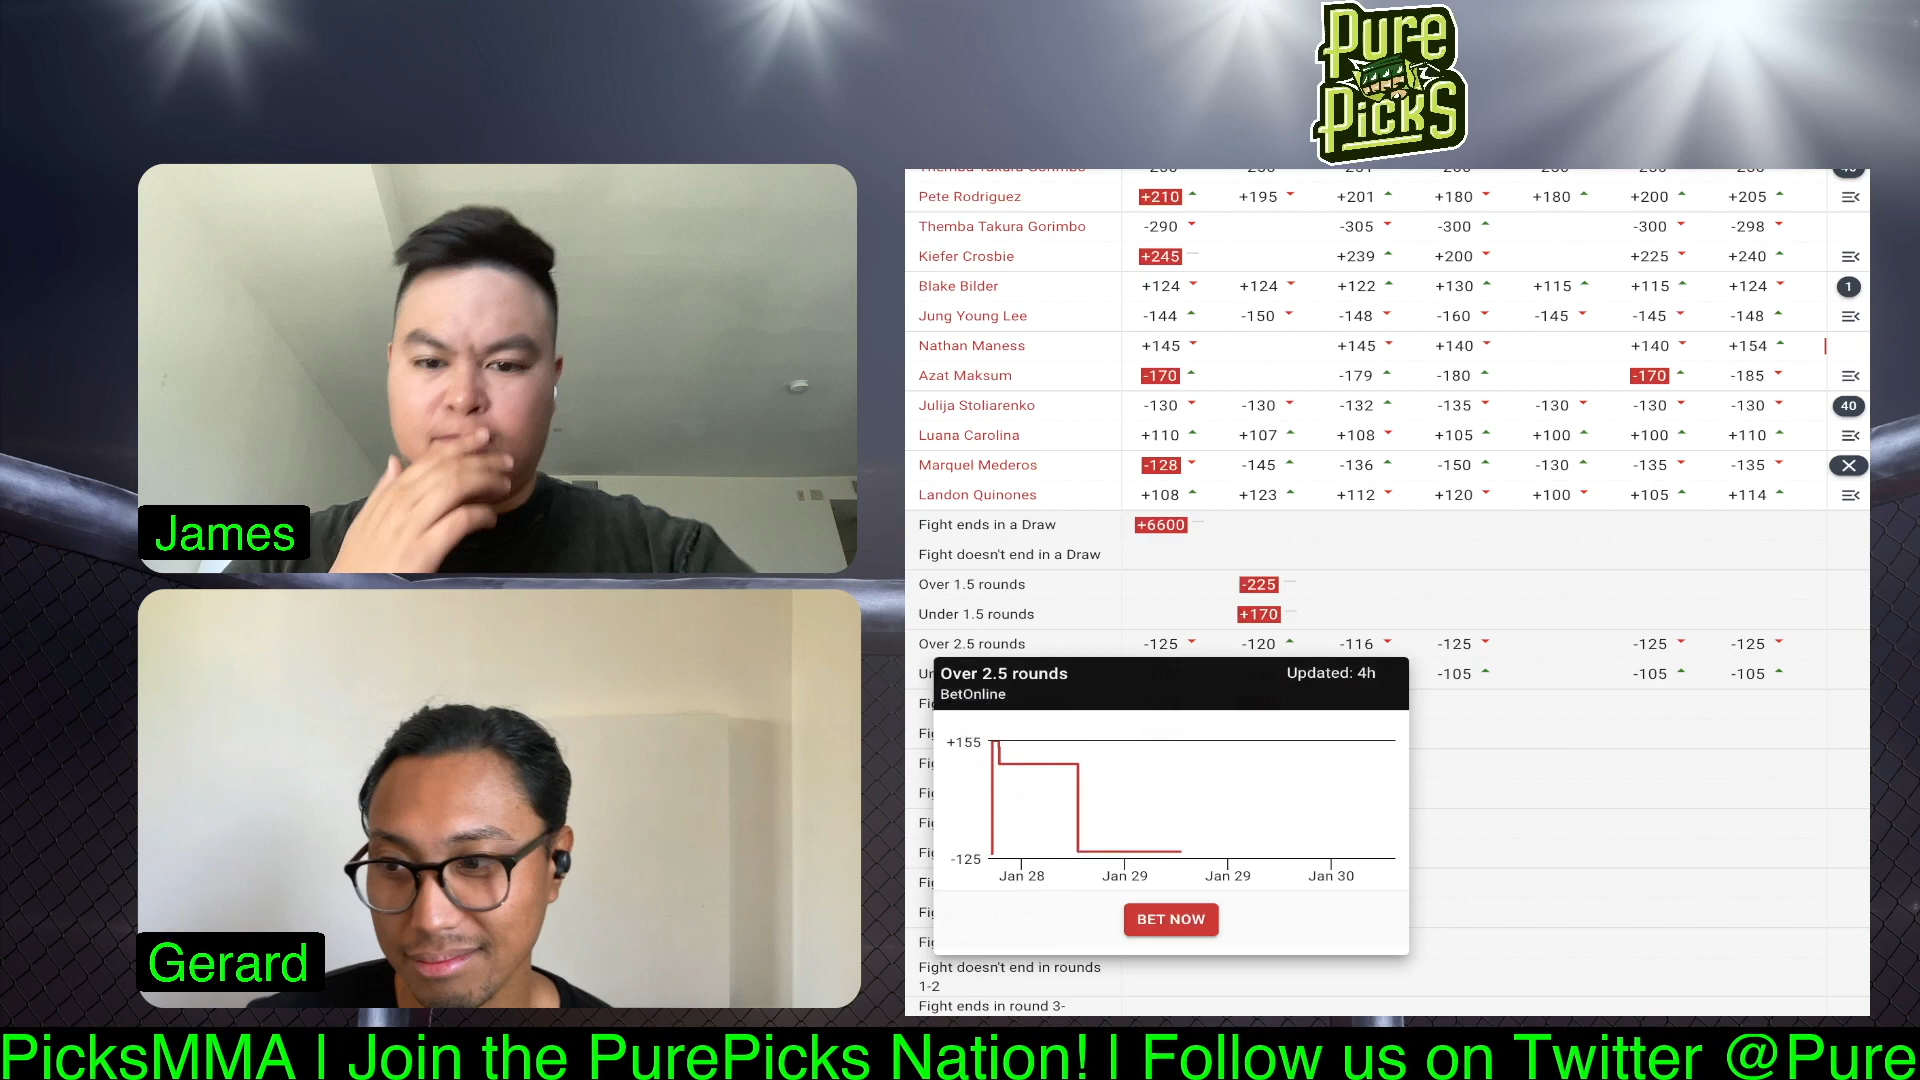 Pure
Picks
Pete Rodriguez +210 +195 +201 +180 +180 +200 +205
Themba Takura Gorimbo -290 -305 -300 -300 -298
Kiefer Crosbie +245 +239 +200 +225 +240
Blake Bilder +124 +124 +122 +130 +115 +115 +124 1
Jung Young Lee -144 -150 -148 -160 -145 -145 -148
Nathan Maness +145 +145 +140 +140 +154
Azat Maksum -170 -179 -180 -170 -185
Julija Stoliarenko -130 -130 -132 -135 -130 -130 -130 40
Luana Carolina +110 +107 +108 +105 +100 +100 +110
Marquel Mederos -128 -145 -136 -150 -130 -135 -135
Landon Quinones +108 +123 +112 +120 +100 +105 +114
Fight ends in a Draw +6600
Fight doesn't end in a Draw
Over 1.5 rounds -225
Under 1.5 rounds +170
Over 2.5 rounds -125 -120 -116 -125 -125 -125
-105 -105 -105
Over 2.5 rounds Updated: 4h
BetOnline
+155
-125
Jan 28 Jan 29 Jan 29 Jan 30
BET NOW
Fight doesn't end in rounds
1-2
Fight ends in round 3-
James
Gerard
PicksMMA | Join the PurePicks Nation! | Follow us on Twitter @Pure